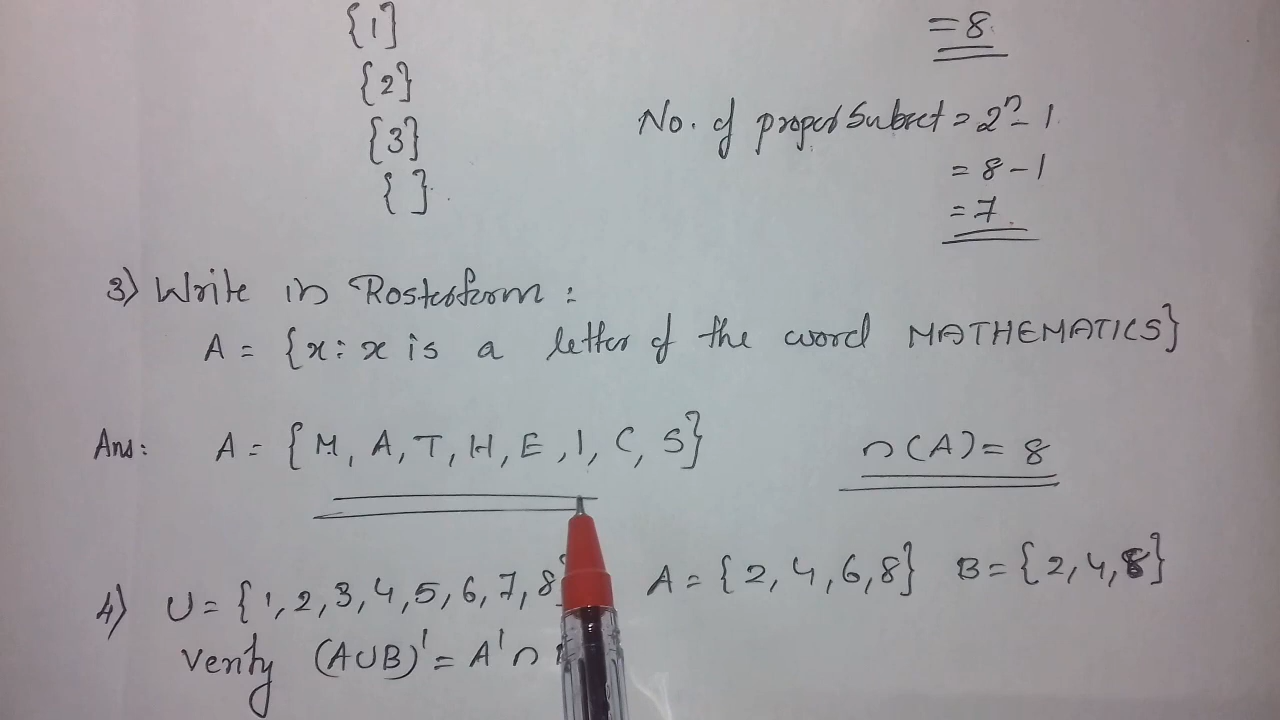 {1}
{2}
{3}
{ }.
= 8
No. of proper Subset = 2ⁿ - 1
= 8 - 1
= 7
3) Write in Rosterform :
A = {x : x is a letter of the word MATHEMATICS}
Ans : A = {M, A, T, H, E, I, C, S} n(A) = 8
4) U = {1, 2, 3, 4, 5, 6, 7, 8} A = {2, 4, 6, 8} B = {2, 4, 8}
Verify (A∪B)' = A' ∩